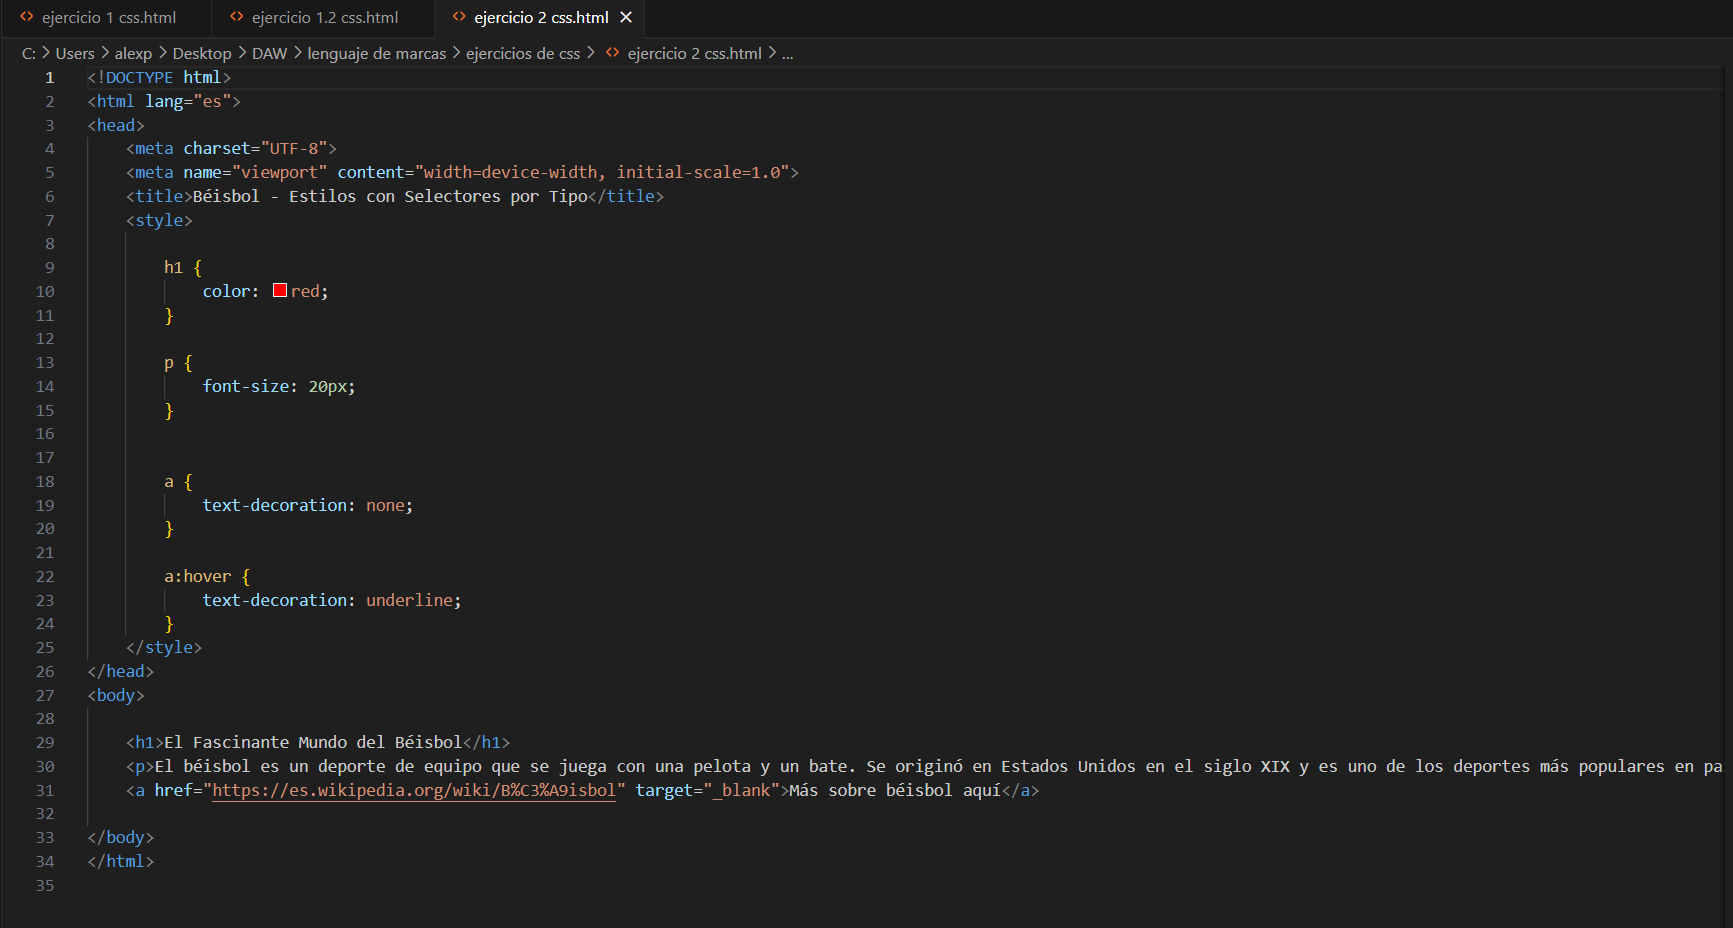 ejercicio 1 css.html ejercicio 1.2 css.html ejercicio 2 css.html
C: > Users > alexp > Desktop > DAW > lenguaje de marcas > ejercicios de css > ejercicio 2 css.html > ...
1 <!DOCTYPE html>
2 <html lang="es">
3 <head>
4 <meta charset="UTF-8">
5 <meta name="viewport" content="width=device-width, initial-scale=1.0">
6 <title>Béisbol - Estilos con Selectores por Tipo</title>
7 <style>
8
9 h1 {
10 color: red;
11 }
12
13 p {
14 font-size: 20px;
15 }
16
17
18 a {
19 text-decoration: none;
20 }
21
22 a:hover {
23 text-decoration: underline;
24 }
25 </style>
26 </head>
27 <body>
28
29 <h1>El Fascinante Mundo del Béisbol</h1>
30 <p>El béisbol es un deporte de equipo que se juega con una pelota y un bate. Se originó en Estados Unidos en el siglo XIX y es uno de los deportes más populares en
31 <a href="https://es.wikipedia.org/wiki/B%C3%A9isbol" target="_blank">Más sobre béisbol aquí</a>
32
33 </body>
34 </html>
35